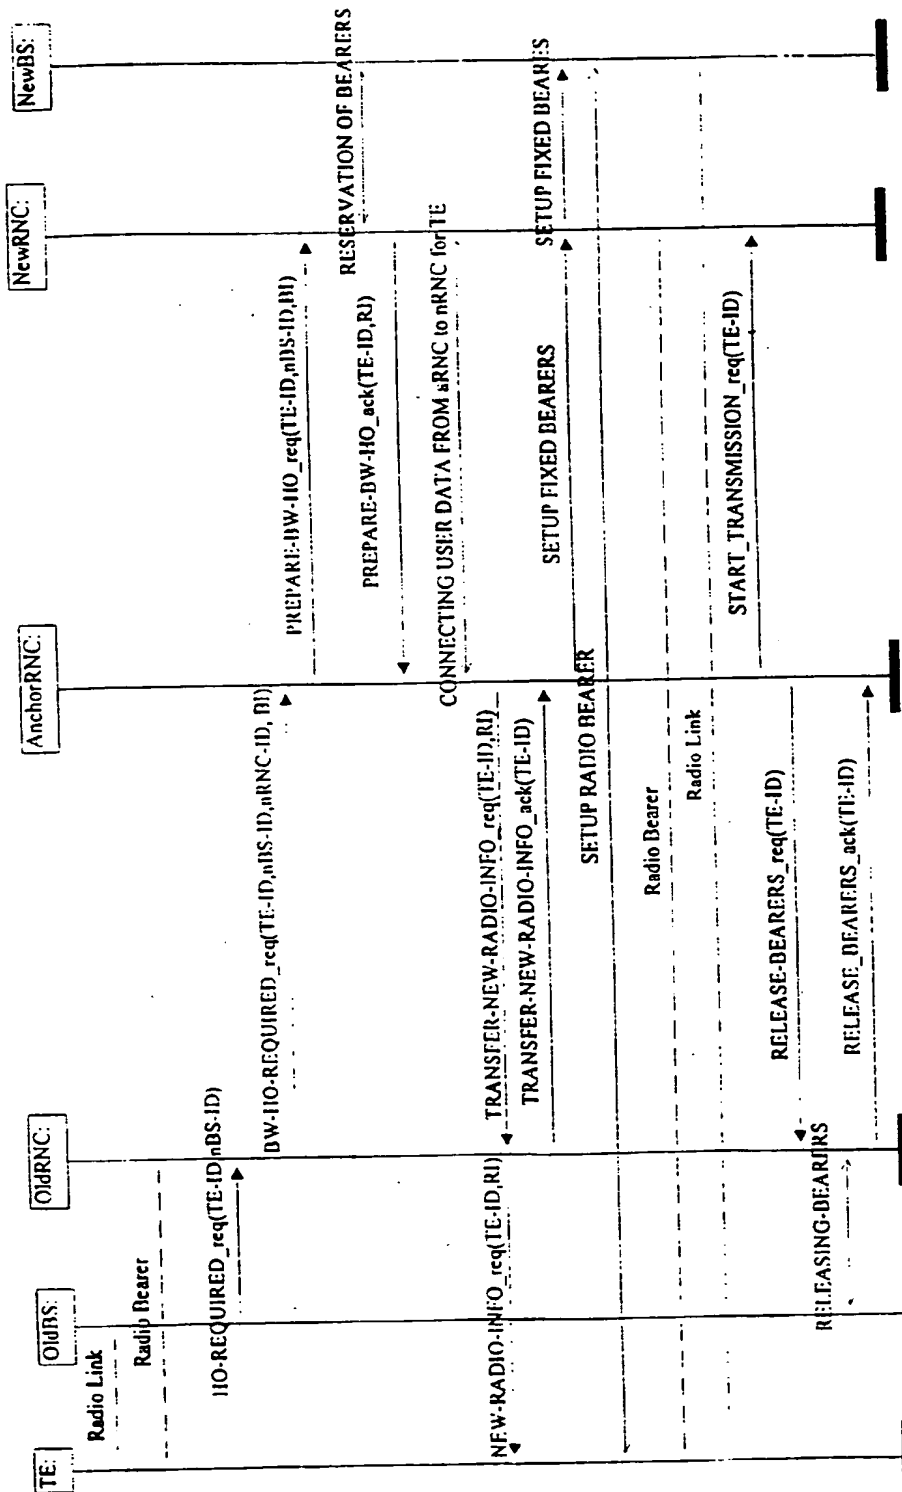 TE:
OldBS:
OldRNC:
AnchorRNC:
NewRNC:
NewBS:
Radio Link
Radio Bearer
HO-REQUIRED_req(TE-ID,nBS-ID)
BW-HO-REQUIRED_req(TE-ID,nBS-ID,nRNC-ID, BI)
PREPARE-BW-HO_req(TE-ID,nBS-ID,BI)
RESERVATION OF BEARERS
PREPARE-BW-HO_ack(TE-ID,RI)
CONNECTING USER DATA FROM aRNC to nRNC for TE
TRANSFER-NEW-RADIO-INFO_req(TE-ID,RI)
NEW-RADIO-INFO_req(TE-ID,RI)
TRANSFER-NEW-RADIO-INFO_ack(TE-ID)
SETUP FIXED BEARERS
SETUP FIXED BEARES
SETUP RADIO BEARER
Radio Bearer
Radio Link
START_TRANSMISSION_req(TE-ID)
RELEASE-BEARERS_req(TE-ID)
RELEASING-BEARERS
RELEASE_BEARERS_ack(TE-ID)